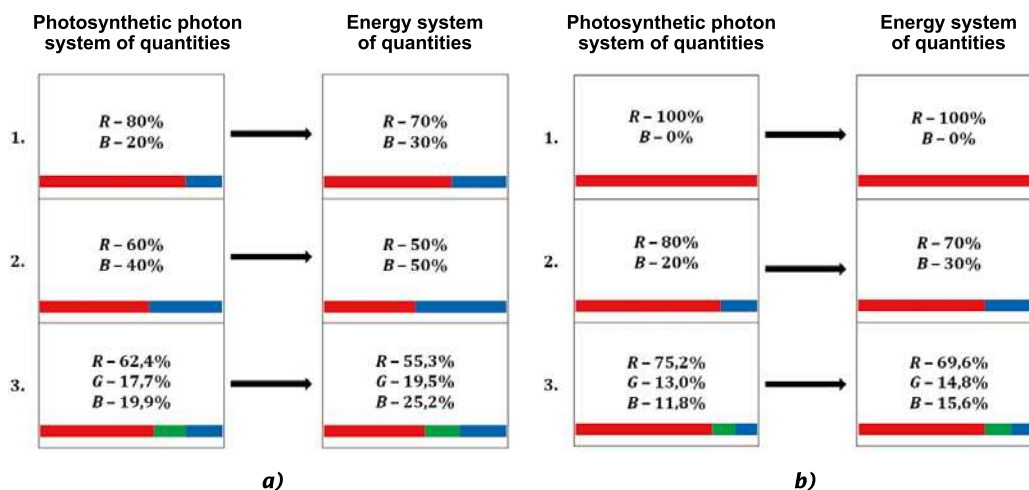 Photosynthetic photon
system of quantities
Energy system
of quantities
1.
R – 80%
B – 20%
R – 70%
B – 30%
2.
R – 60%
B – 40%
R – 50%
B – 50%
3.
R – 62,4%
G – 17,7%
B – 19,9%
R – 55,3%
G – 19,5%
B – 25,2%
a)
Photosynthetic photon
system of quantities
Energy system
of quantities
1.
R – 100%
B – 0%
R – 100%
B – 0%
2.
R – 80%
B – 20%
R – 70%
B – 30%
3.
R – 75,2%
G – 13,0%
B – 11,8%
R – 69,6%
G – 14,8%
B – 15,6%
b)